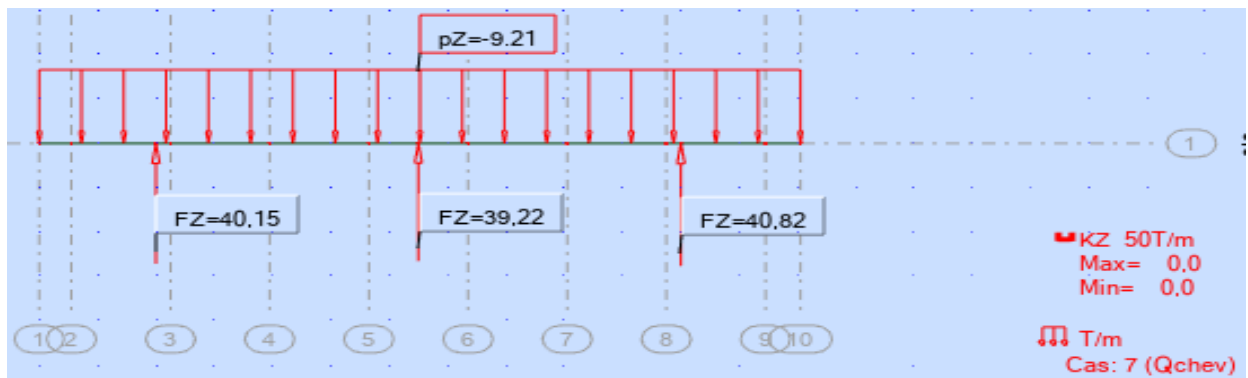 pZ=-9.21
1
FZ=40,15
FZ=39,22
FZ=40,82
KZ 50T/m
Max= 0,0
Min= 0,0
1 2 3 4 5 6 7 8 9 10
T/m
Cas: 7 (Qchev)